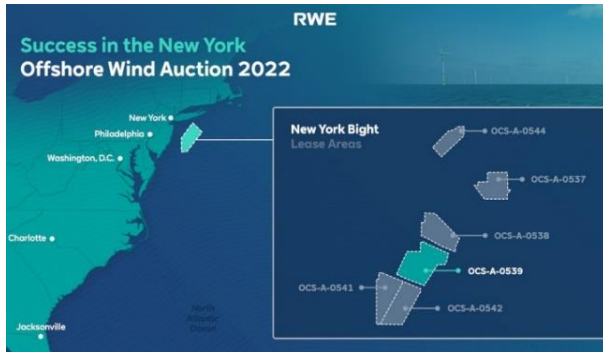 RWE
Success in the New York
Offshore Wind Auction 2022
New York
Philadelphia
Washington, D.C.
Charlotte
Jacksonville
North
Atlantic
Ocean
New York Bight
Lease Areas
OCS-A-0544
OCS-A-0537
OCS-A-0538
OCS-A-0539
OCS-A-0541
OCS-A-0542